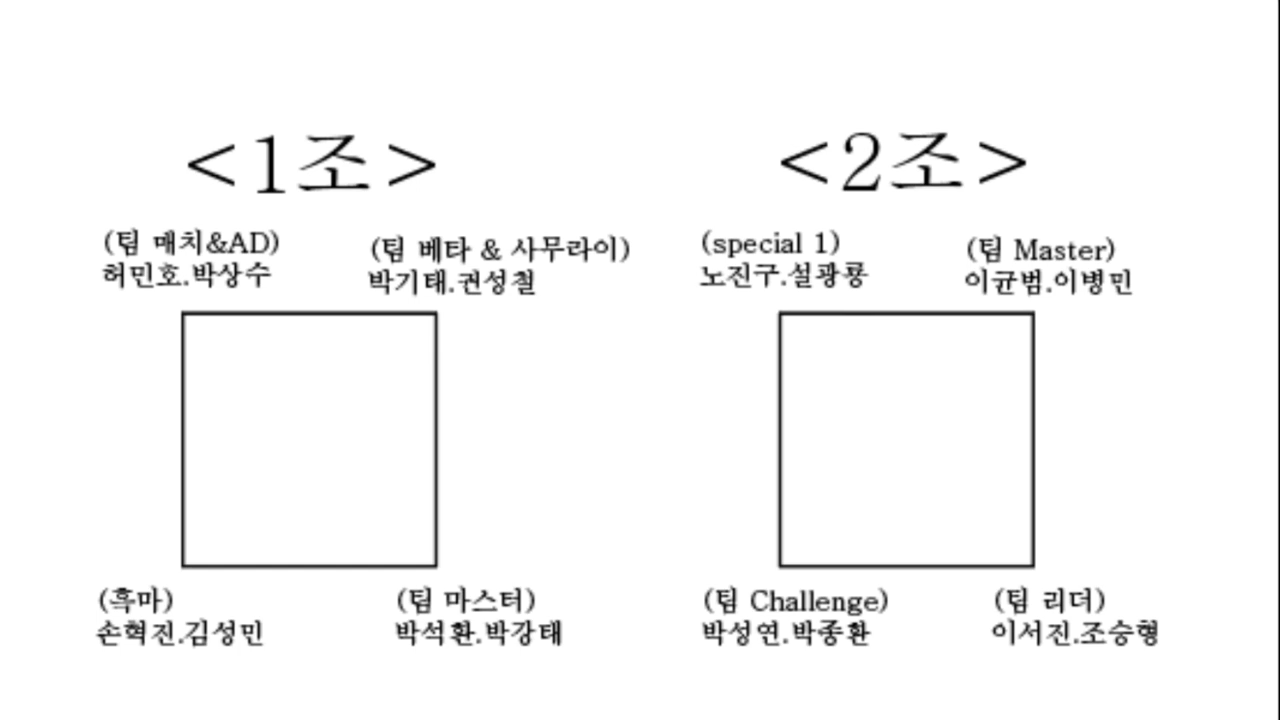 <1조>
<2조>
(팀 매치&AD)
허민호.박상수
(팀 베타 & 사무라이)
박기태.권성철
(special 1)
노진구.설광룡
(팀 Master)
이균범.이병민
(흑마)
손혁진.김성민
(팀 마스터)
박석환.박강태
(팀 Challenge)
박성연.박종환
(팀 리더)
이서진.조승형